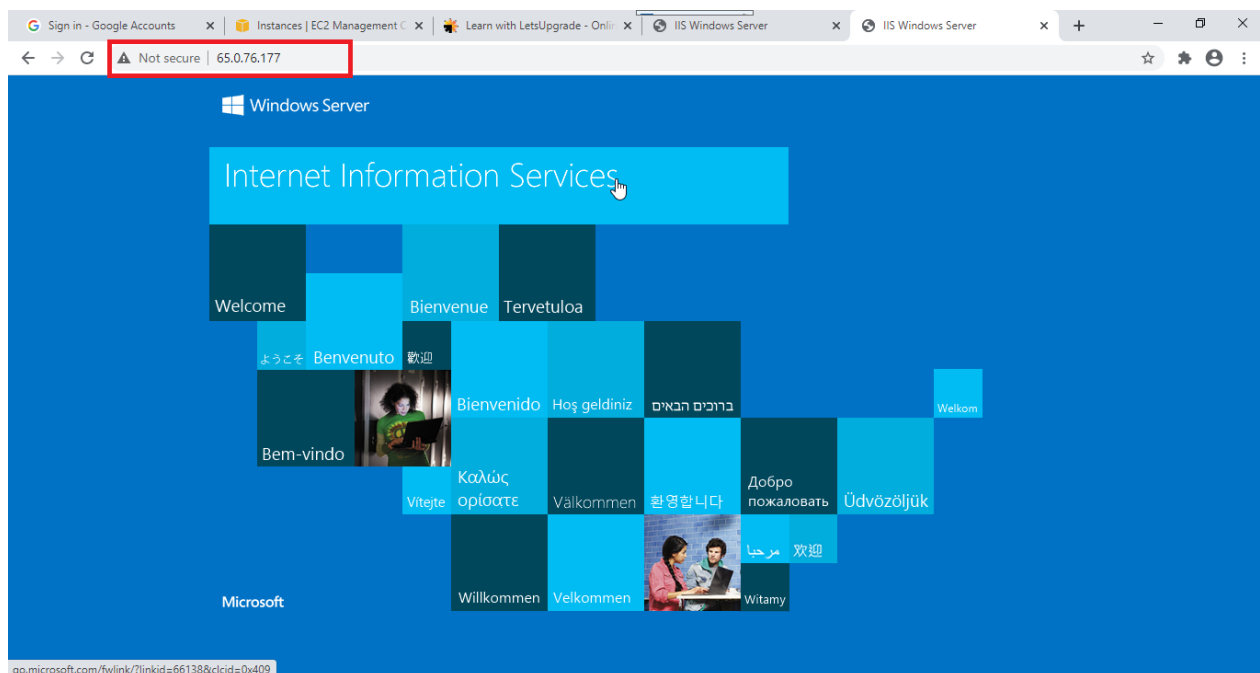 Sign in - Google Accounts
Instances | EC2 Management C
Learn with LetsUpgrade - Onlin
IIS Windows Server
IIS Windows Server
Not secure | 65.0.76.177
Windows Server
Internet Information Services
Welcome
Bienvenue
Tervetuloa
ようこそ
Benvenuto
歡迎
Bienvenido
Hoş geldiniz
ברוכים הבאים
Welkom
Bem-vindo
Vítejte
Καλώς
ορίσατε
Välkommen
환영합니다
Добро
пожаловать
Üdvözöljük
Microsoft
Willkommen
Velkommen
مرحبا
欢迎
Witamy
go.microsoft.com/fwlink/?linkid=66138&clcid=0x409